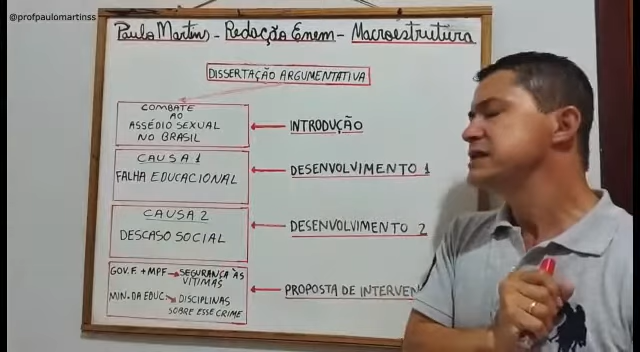 @profpaulomartinss
Paulo Martins - Redação Enem - Macroestrutura
DISSERTAÇÃO ARGUMENTATIVA
COMBATE
AO
ASSÉDIO SEXUAL
NO BRASIL
INTRODUÇÃO
CAUSA 1
FALHA EDUCACIONAL
DESENVOLVIMENTO 1
CAUSA 2
DESCASO SOCIAL
DESENVOLVIMENTO 2
GOV. F. + MPF → SEGURANÇA ÀS
VÍTIMAS
MIN. DA EDUC. → DISCIPLINAS
SOBRE ESSE CRIME
PROPOSTA DE INTERVEN